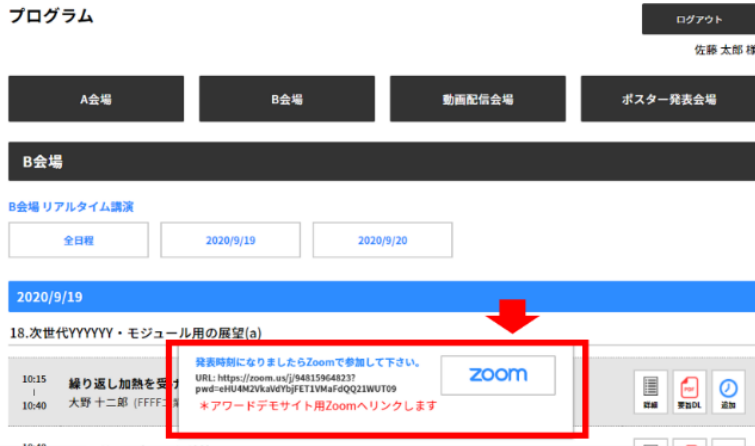 プログラム
ログアウト
佐藤 太郎 様
A会場
B会場
動画配信会場
ポスター発表会場
B会場
B会場 リアルタイム講演
全日程
2020/9/19
2020/9/20
2020/9/19
18.次世代YYYYYY・モジュール用の展望(a)
発表時刻になりましたらZoomで参加して下さい。
URL: https://zoom.us/j/94815964823?
pwd=eHU4M2VkaVdYbjFET1VMaFdQQ21WUT09
＊アワードデモサイト用Zoomへリンクします
zoom
10:15
|
10:40
繰り返し加熱を受け
大野 十二郎 (FFFF工業
詳細
PDF
要旨DL
追加